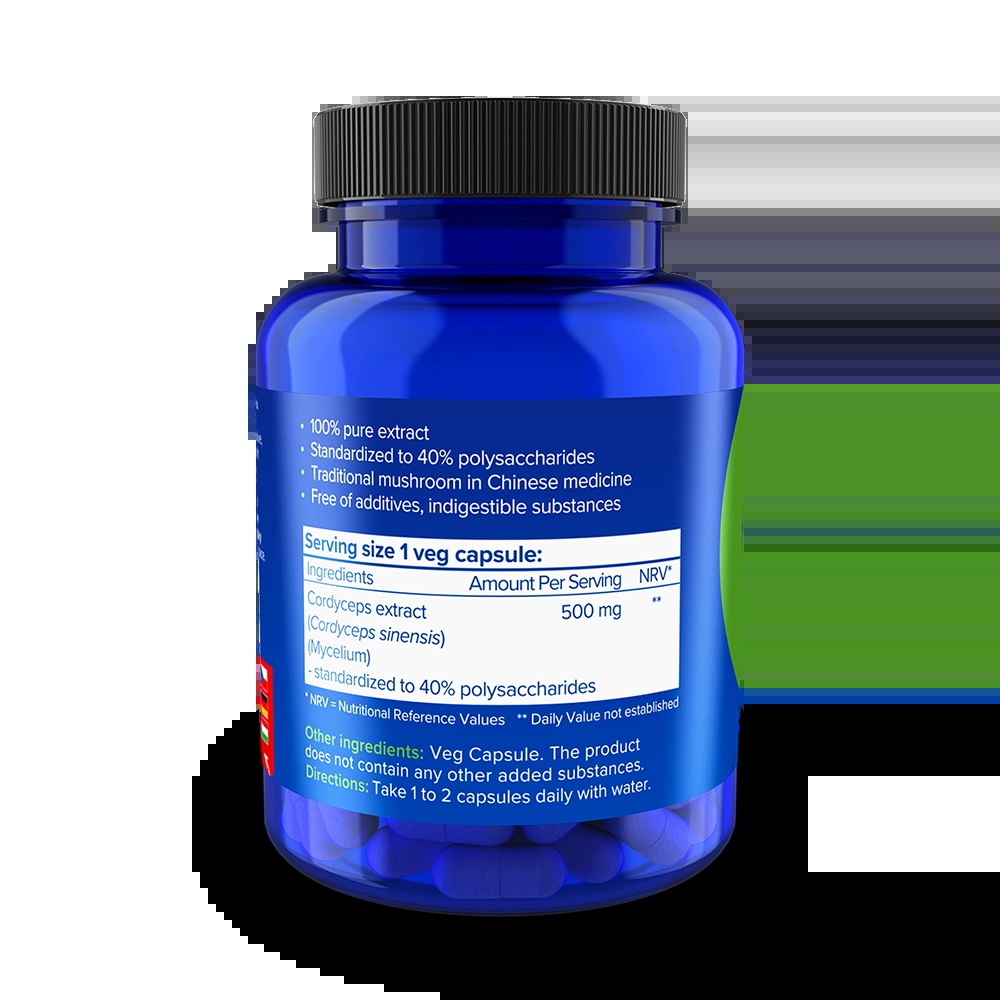 • 100% pure extract
• Standardized to 40% polysaccharides
• Traditional mushroom in Chinese medicine
• Free of additives, indigestible substances
Serving size 1 veg capsule:
Ingredients Amount Per Serving NRV*
Cordyceps extract 500 mg **
(Cordyceps sinensis)
(Mycelium)
- standardized to 40% polysaccharides
* NRV = Nutritional Reference Values ** Daily Value not established
Other ingredients: Veg Capsule. The product
does not contain any other added substances.
Directions: Take 1 to 2 capsules daily with water.